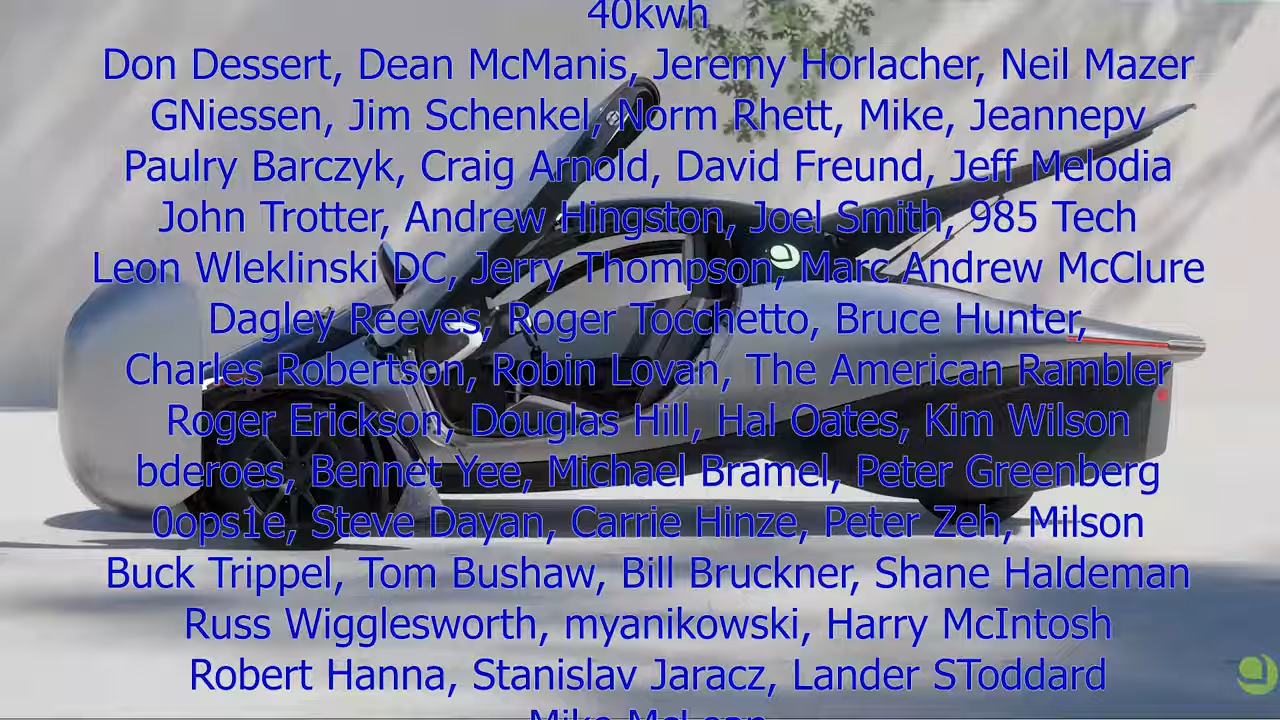 40kwh
Don Dessert, Dean McManis, Jeremy Horlacher, Neil Mazer
GNiessen, Jim Schenkel, Norm Rhett, Mike, Jeannepv
Paulry Barczyk, Craig Arnold, David Freund, Jeff Melodia
John Trotter, Andrew Hingston, Joel Smith, 985 Tech
Leon Wleklinski DC, Jerry Thompson, Marc Andrew McClure
Dagley Reeves, Roger Tocchetto, Bruce Hunter,
Charles Robertson, Robin Lovan, The American Rambler
Roger Erickson, Douglas Hill, Hal Oates, Kim Wilson
bderoes, Bennet Yee, Michael Bramel, Peter Greenberg
0ops1e, Steve Dayan, Carrie Hinze, Peter Zeh, Milson
Buck Trippel, Tom Bushaw, Bill Bruckner, Shane Haldeman
Russ Wigglesworth, myanikowski, Harry McIntosh
Robert Hanna, Stanislav Jaracz, Lander SToddard
Mike McLean